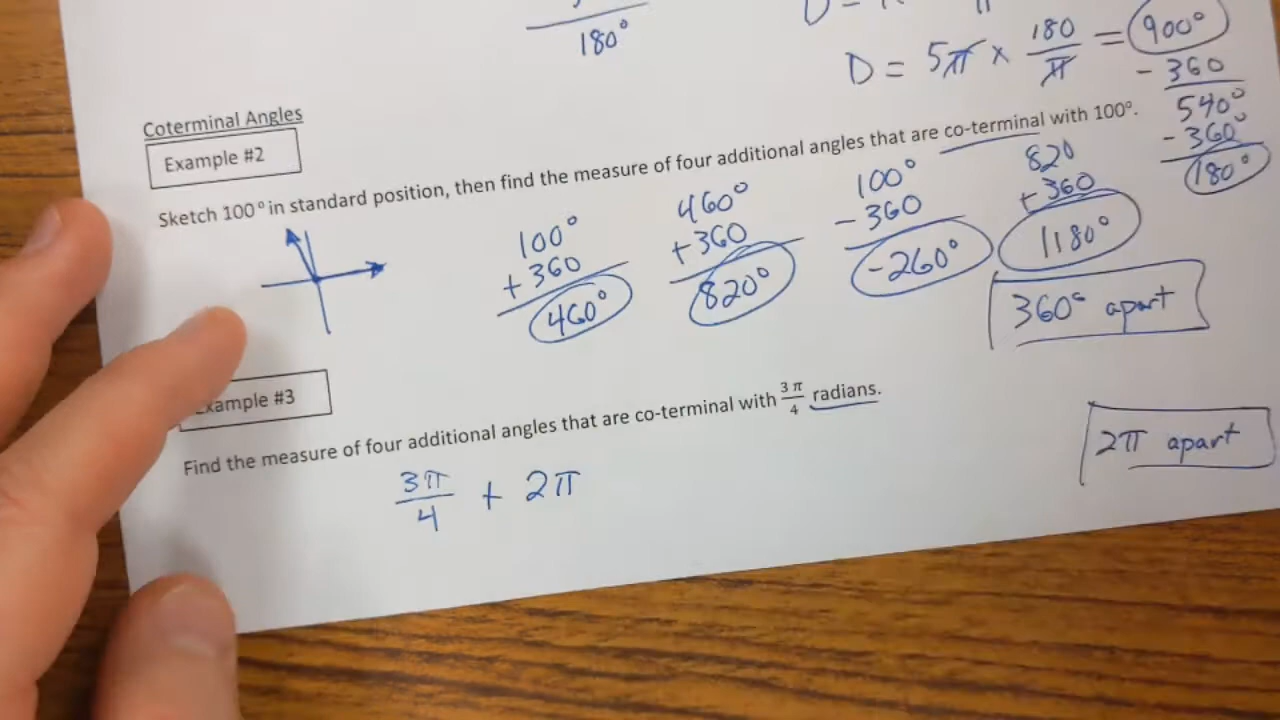 180°
D = 5π × 180/π = 900°
- 360
540°
- 360°
180°
Coterminal Angles
Example #2
Sketch 100° in standard position, then find the measure of four additional angles that are co-terminal with 100°.
100°
+ 360
460°
460°
+ 360
820°
100°
- 360
-260°
820
+ 360
1180°
360° apart
Example #3
Find the measure of four additional angles that are co-terminal with 3π/4 radians.
3π/4 + 2π
2π apart